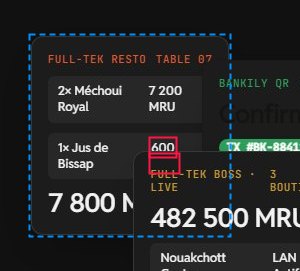 FULL-TEK RESTO TABLE 07
2× Méchoui Royal
7 200 MRU
1× Jus de Bissap
600
7 800 M
BANKILY QR
Confirm
TX #BK-8841
FULL-TEK BOSS · LIVE
3 BOUTI
482 500 MRU
Nouakchott
LAN